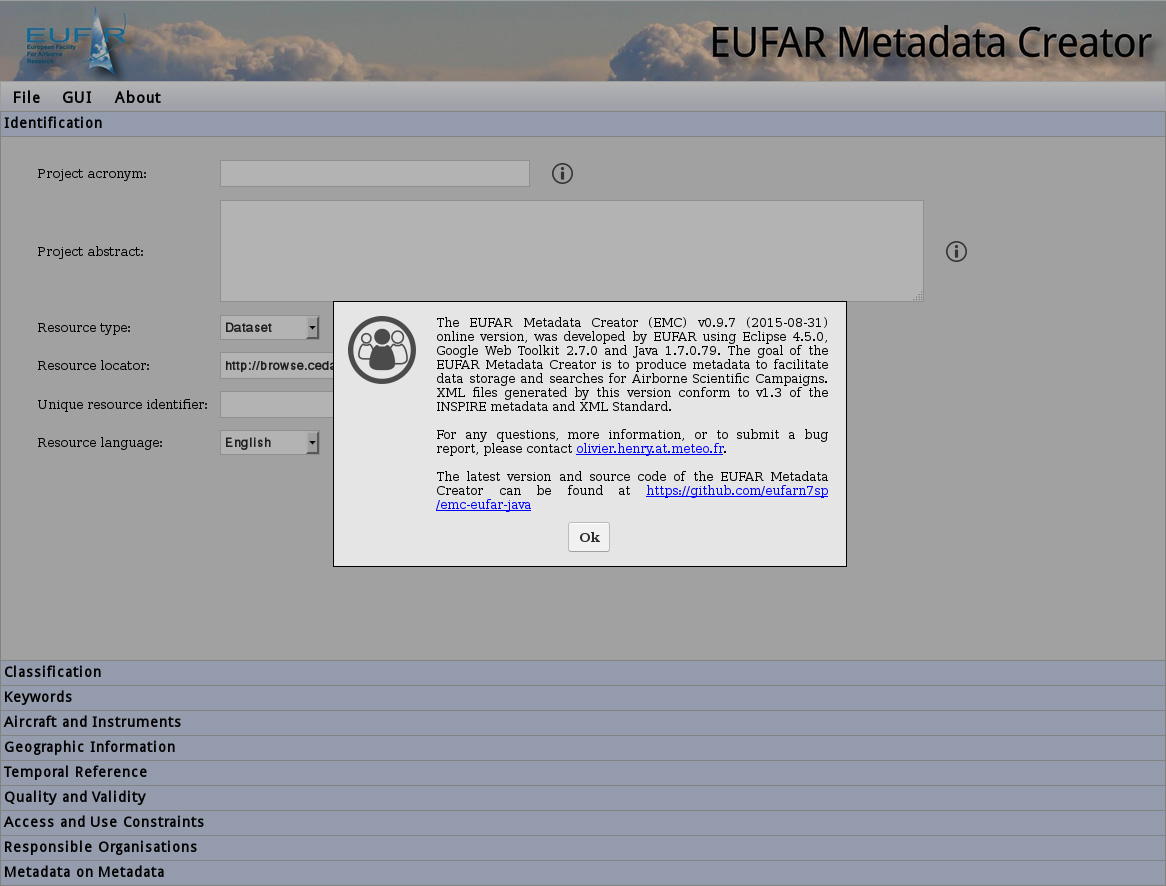 EUFAR
European Facility
For Airborne
Research
EUFAR Metadata Creator
File GUI About
Identification
Project acronym:
Project abstract:
Resource type: Dataset
Resource locator: http://browse.ceda
Unique resource identifier:
Resource language: English
The EUFAR Metadata Creator (EMC) v0.9.7 (2015-08-31)
online version, was developed by EUFAR using Eclipse 4.5.0,
Google Web Toolkit 2.7.0 and Java 1.7.0.79. The goal of the
EUFAR Metadata Creator is to produce metadata to facilitate
data storage and searches for Airborne Scientific Campaigns.
XML files generated by this version conform to v1.3 of the
INSPIRE metadata and XML Standard.
For any questions, more information, or to submit a bug
report, please contact olivier.henry.at.meteo.fr.
The latest version and source code of the EUFAR Metadata
Creator can be found at https://github.com/eufarn7sp
/emc-eufar-java
Ok
Classification
Keywords
Aircraft and Instruments
Geographic Information
Temporal Reference
Quality and Validity
Access and Use Constraints
Responsible Organisations
Metadata on Metadata